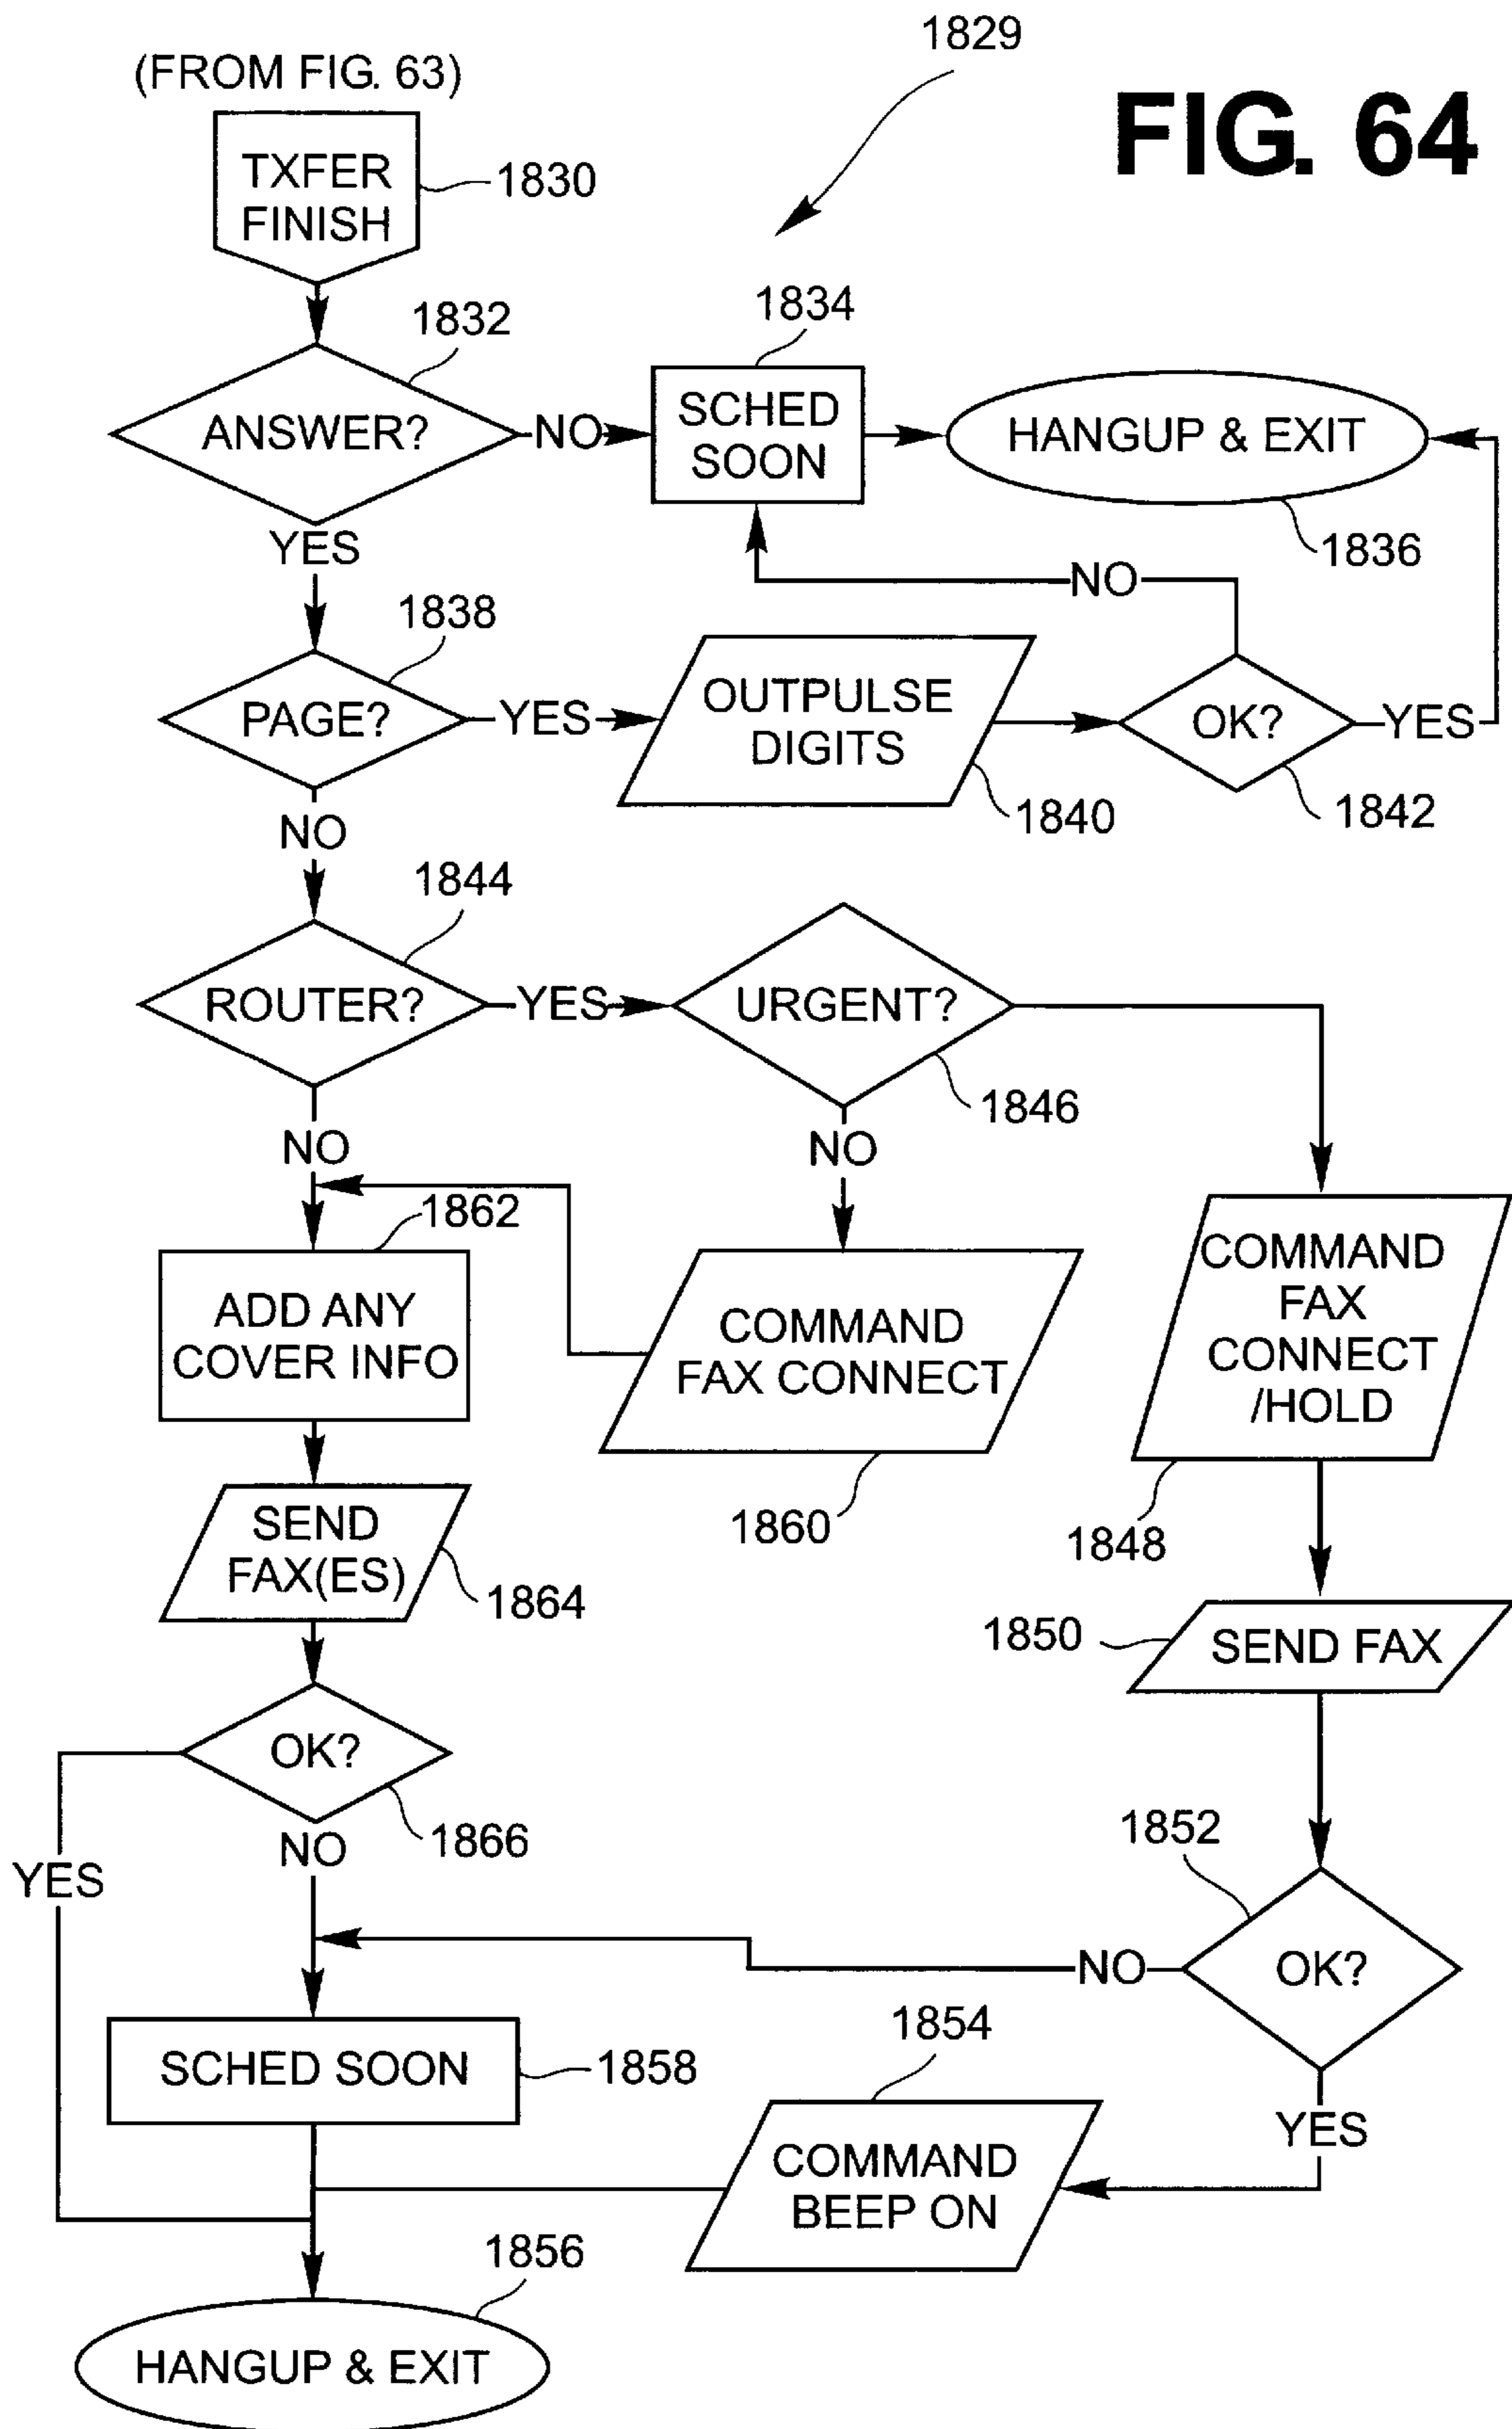 1829
(FROM FIG. 63)
FIG. 64
TXFER
FINISH
1830
1832
1834
ANSWER?
NO
SCHED
SOON
HANGUP & EXIT
1836
YES
NO
1838
PAGE?
YES
OUTPULSE
DIGITS
OK?
YES
1840
1842
NO
1844
ROUTER?
YES
URGENT?
1846
NO
NO
1862
ADD ANY
COVER INFO
COMMAND
FAX CONNECT
COMMAND
FAX
CONNECT
/HOLD
1860
1848
SEND
FAX(ES)
1864
1850
SEND FAX
OK?
1866
NO
YES
1852
NO
OK?
1854
SCHED SOON
1858
YES
COMMAND
BEEP ON
1856
HANGUP & EXIT